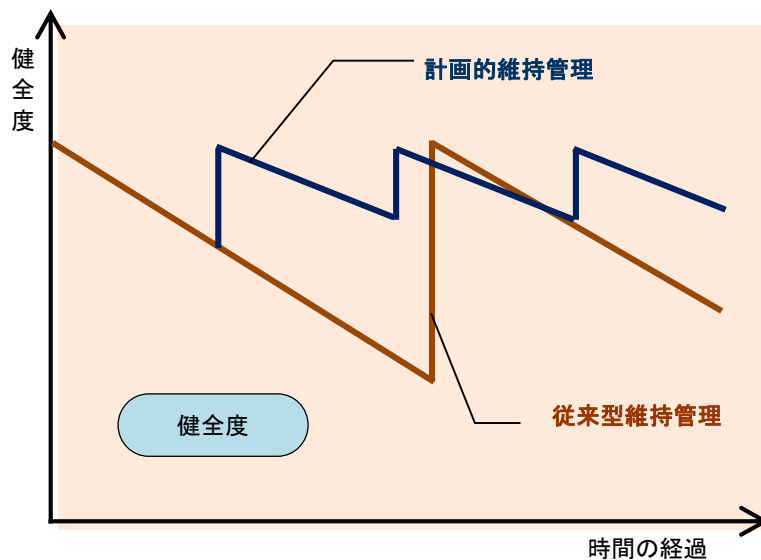 健全度
計画的維持管理
従来型維持管理
健全度
時間の経過